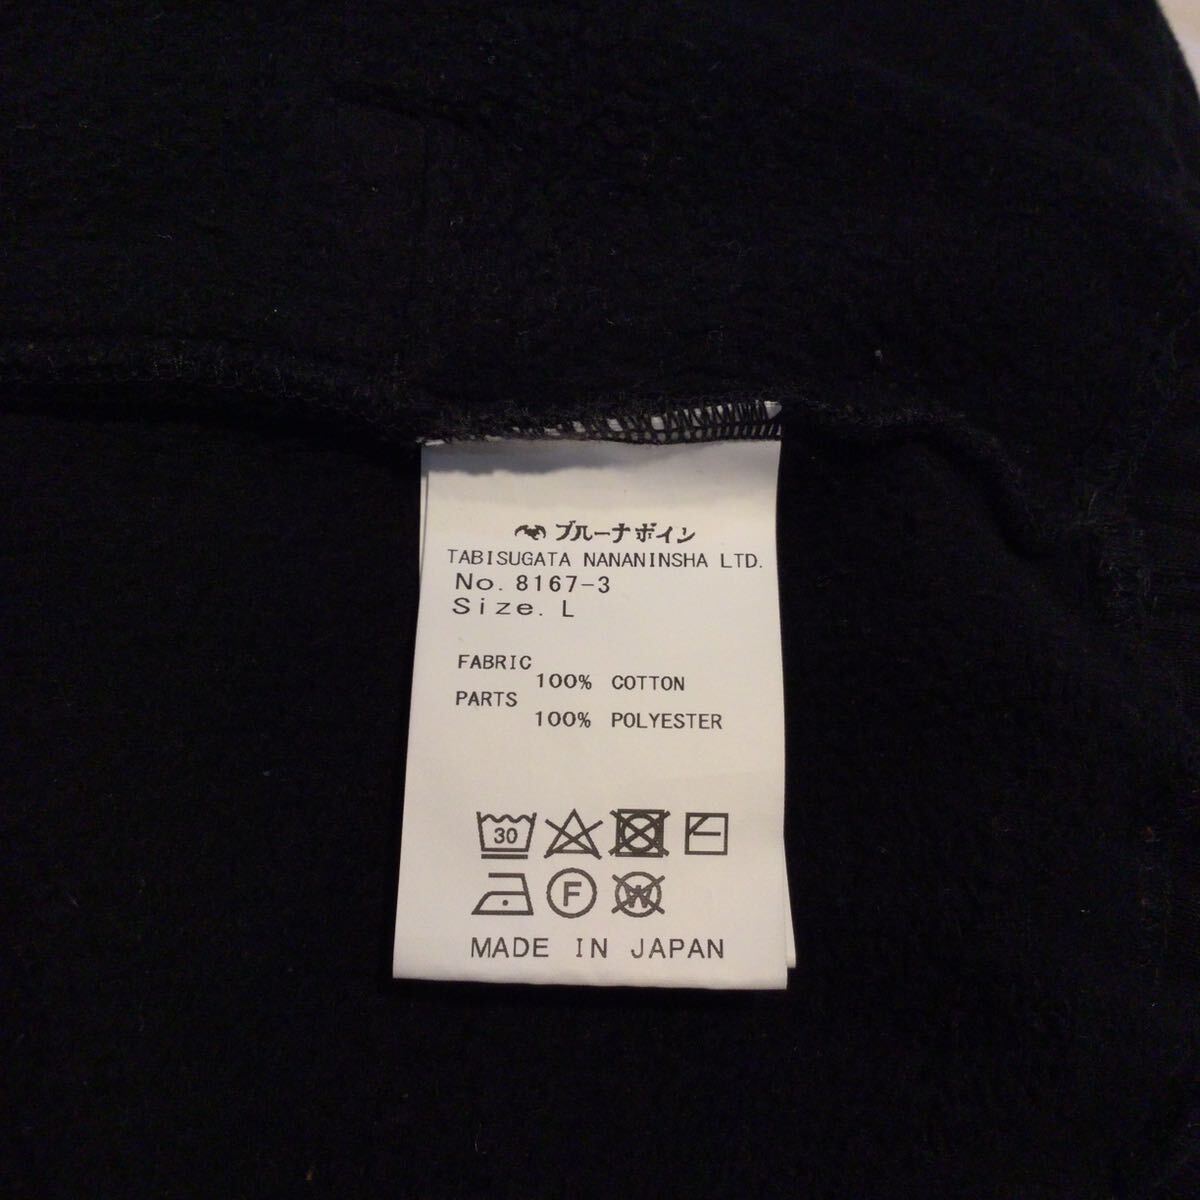 ブルーナボイン
TABISUGATA NANANINSHA LTD.
No. 8167-3
Size. L
FABRIC
100% COTTON
PARTS
100% POLYESTER
30
F W
MADE IN JAPAN